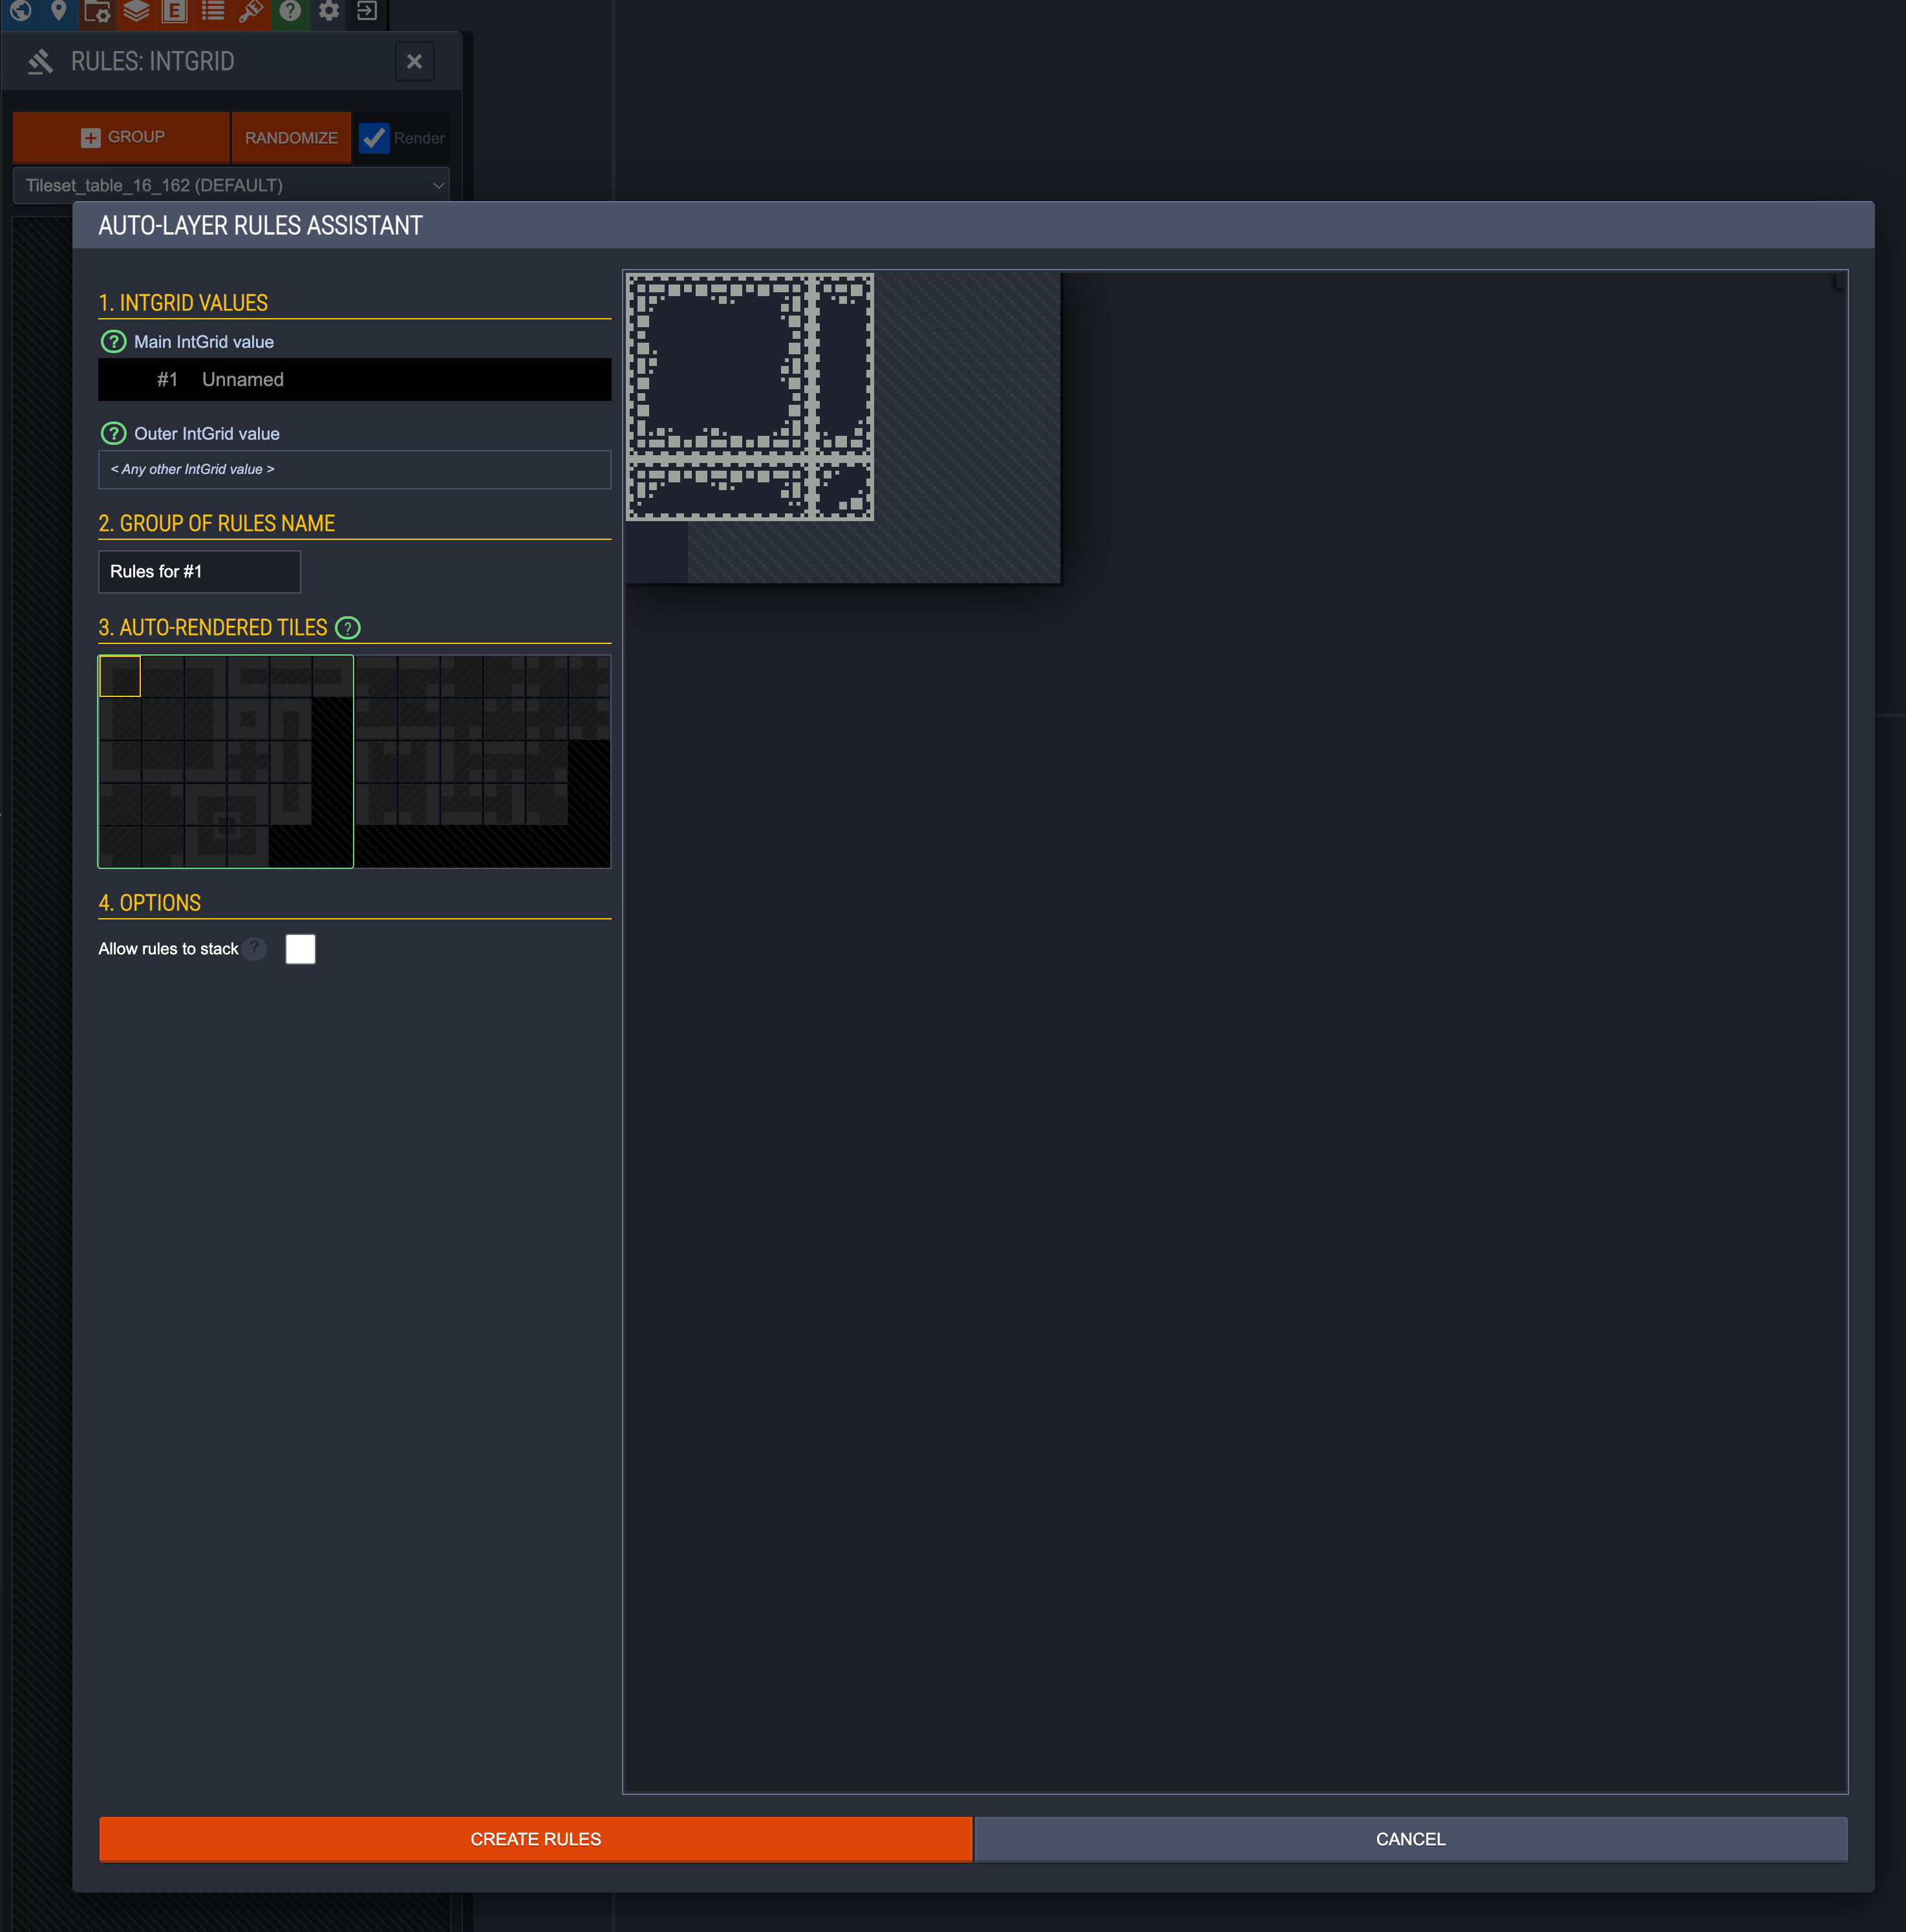 E
?
RULES: INTGRID
GROUP
RANDOMIZE
Render
Tileset_table_16_162 (DEFAULT)
AUTO-LAYER RULES ASSISTANT
1. INTGRID VALUES
? Main IntGrid value
#1 Unnamed
? Outer IntGrid value
< Any other IntGrid value >
2. GROUP OF RULES NAME
Rules for #1
3. AUTO-RENDERED TILES ?
4. OPTIONS
Allow rules to stack ?
CREATE RULES
CANCEL